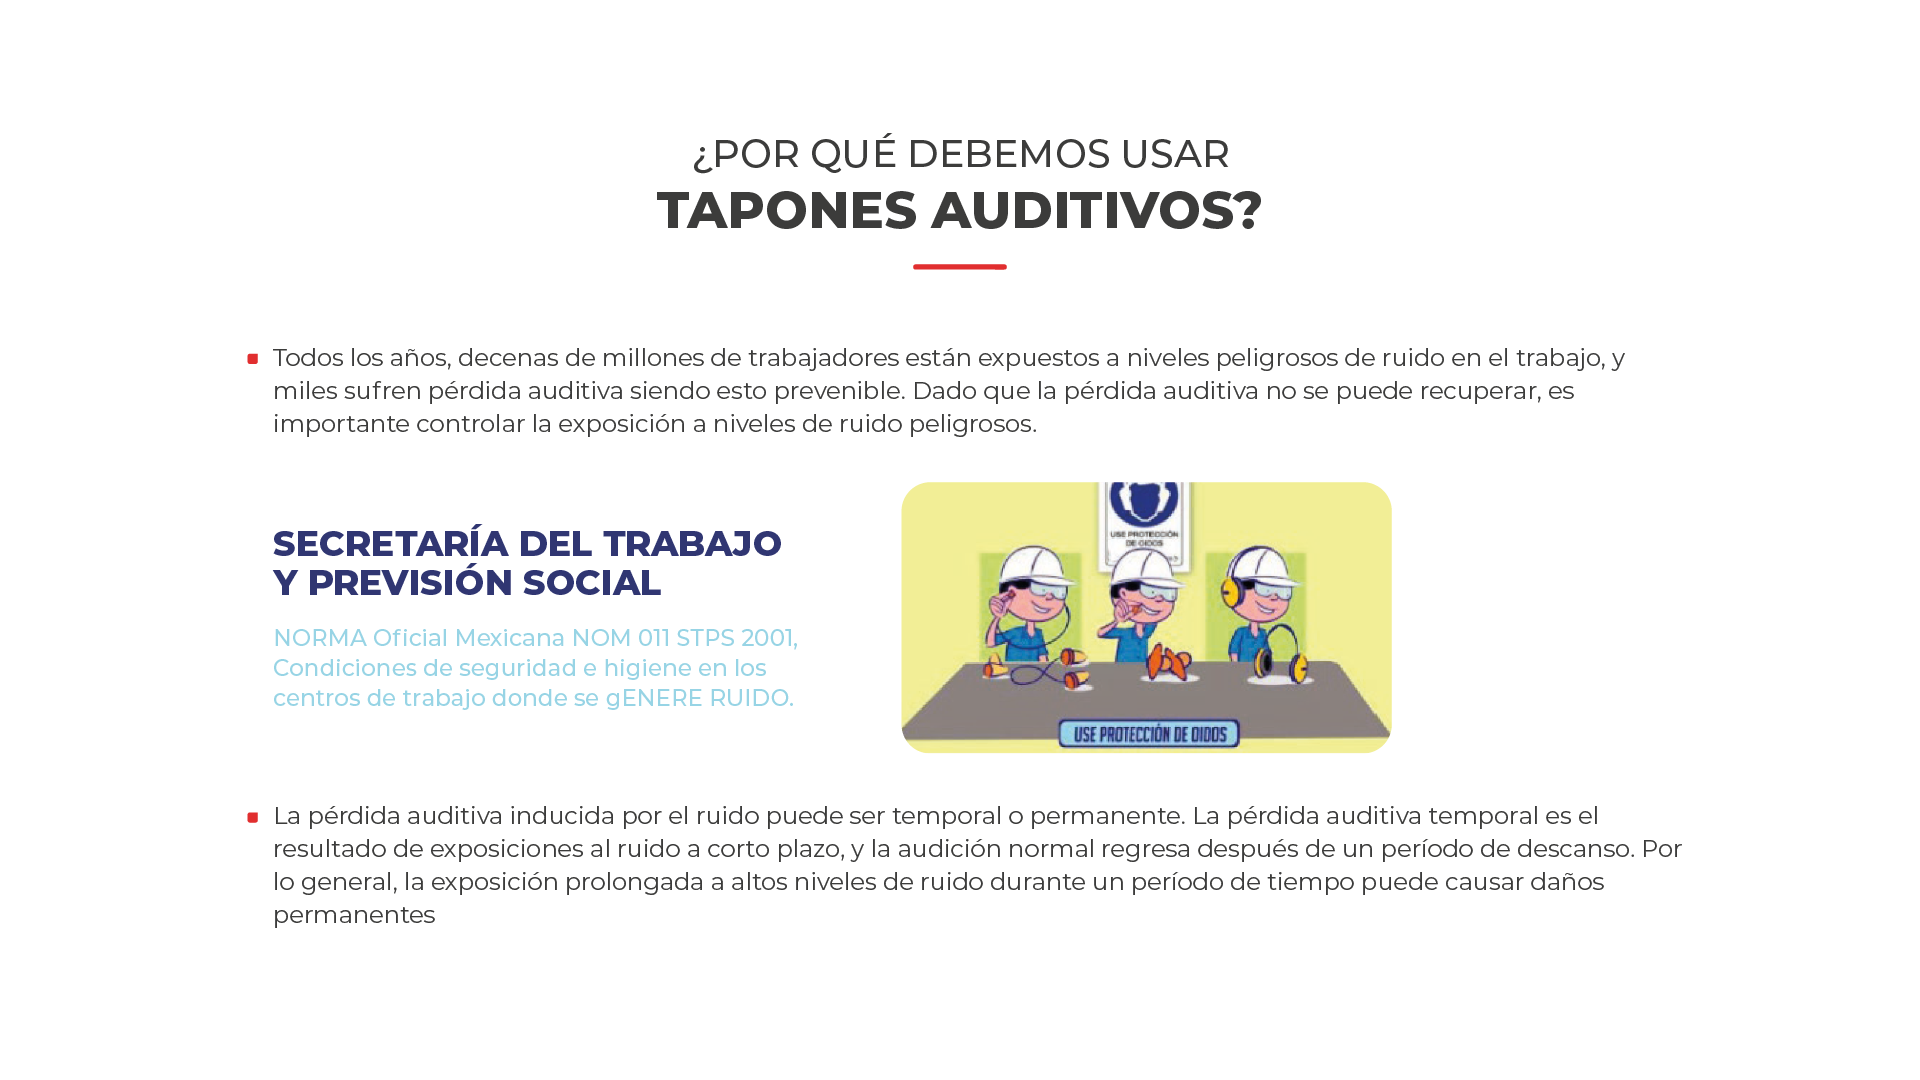 ¿POR QUÉ DEBEMOS USAR
TAPONES AUDITIVOS?
Todos los años, decenas de millones de trabajadores están expuestos a niveles peligrosos de ruido en el trabajo, y
miles sufren pérdida auditiva siendo esto prevenible. Dado que la pérdida auditiva no se puede recuperar, es
importante controlar la exposición a niveles de ruido peligrosos.
SECRETARÍA DEL TRABAJO
Y PREVISIÓN SOCIAL
NORMA Oficial Mexicana NOM 011 STPS 2001,
Condiciones de seguridad e higiene en los
centros de trabajo donde se gENERE RUIDO.
USE PROTECCIÓN
DE OIDOS
USE PROTECCIÓN DE OIDOS
La pérdida auditiva inducida por el ruido puede ser temporal o permanente. La pérdida auditiva temporal es el
resultado de exposiciones al ruido a corto plazo, y la audición normal regresa después de un período de descanso. Por
lo general, la exposición prolongada a altos niveles de ruido durante un período de tiempo puede causar daños
permanentes